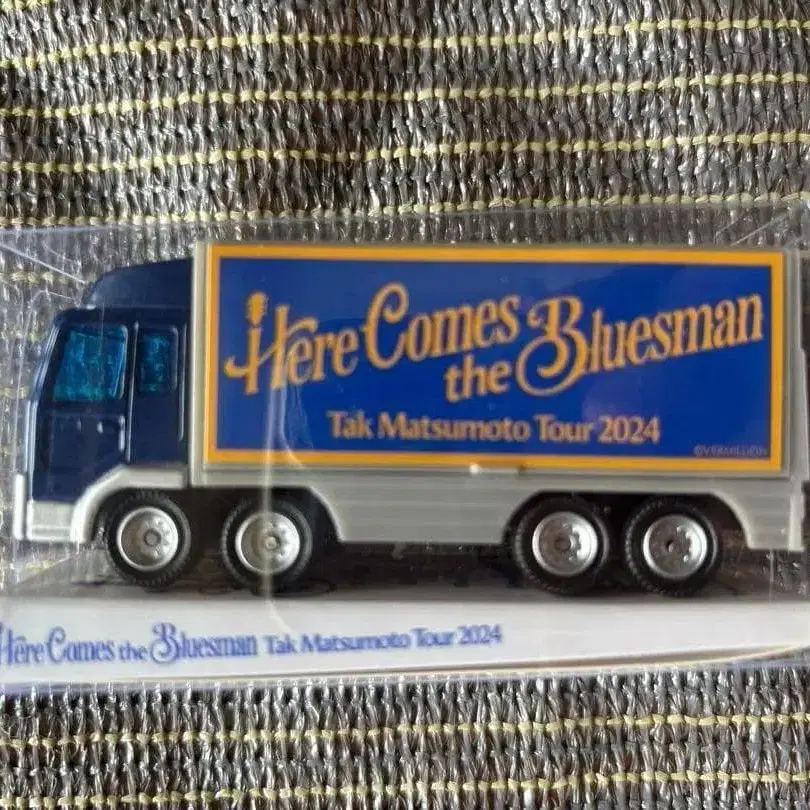 Here Comes
the Bluesman
Tak Matsumoto Tour 2024
©VERMILLION
Here Comes the Bluesman Tak Matsumoto Tour 2024